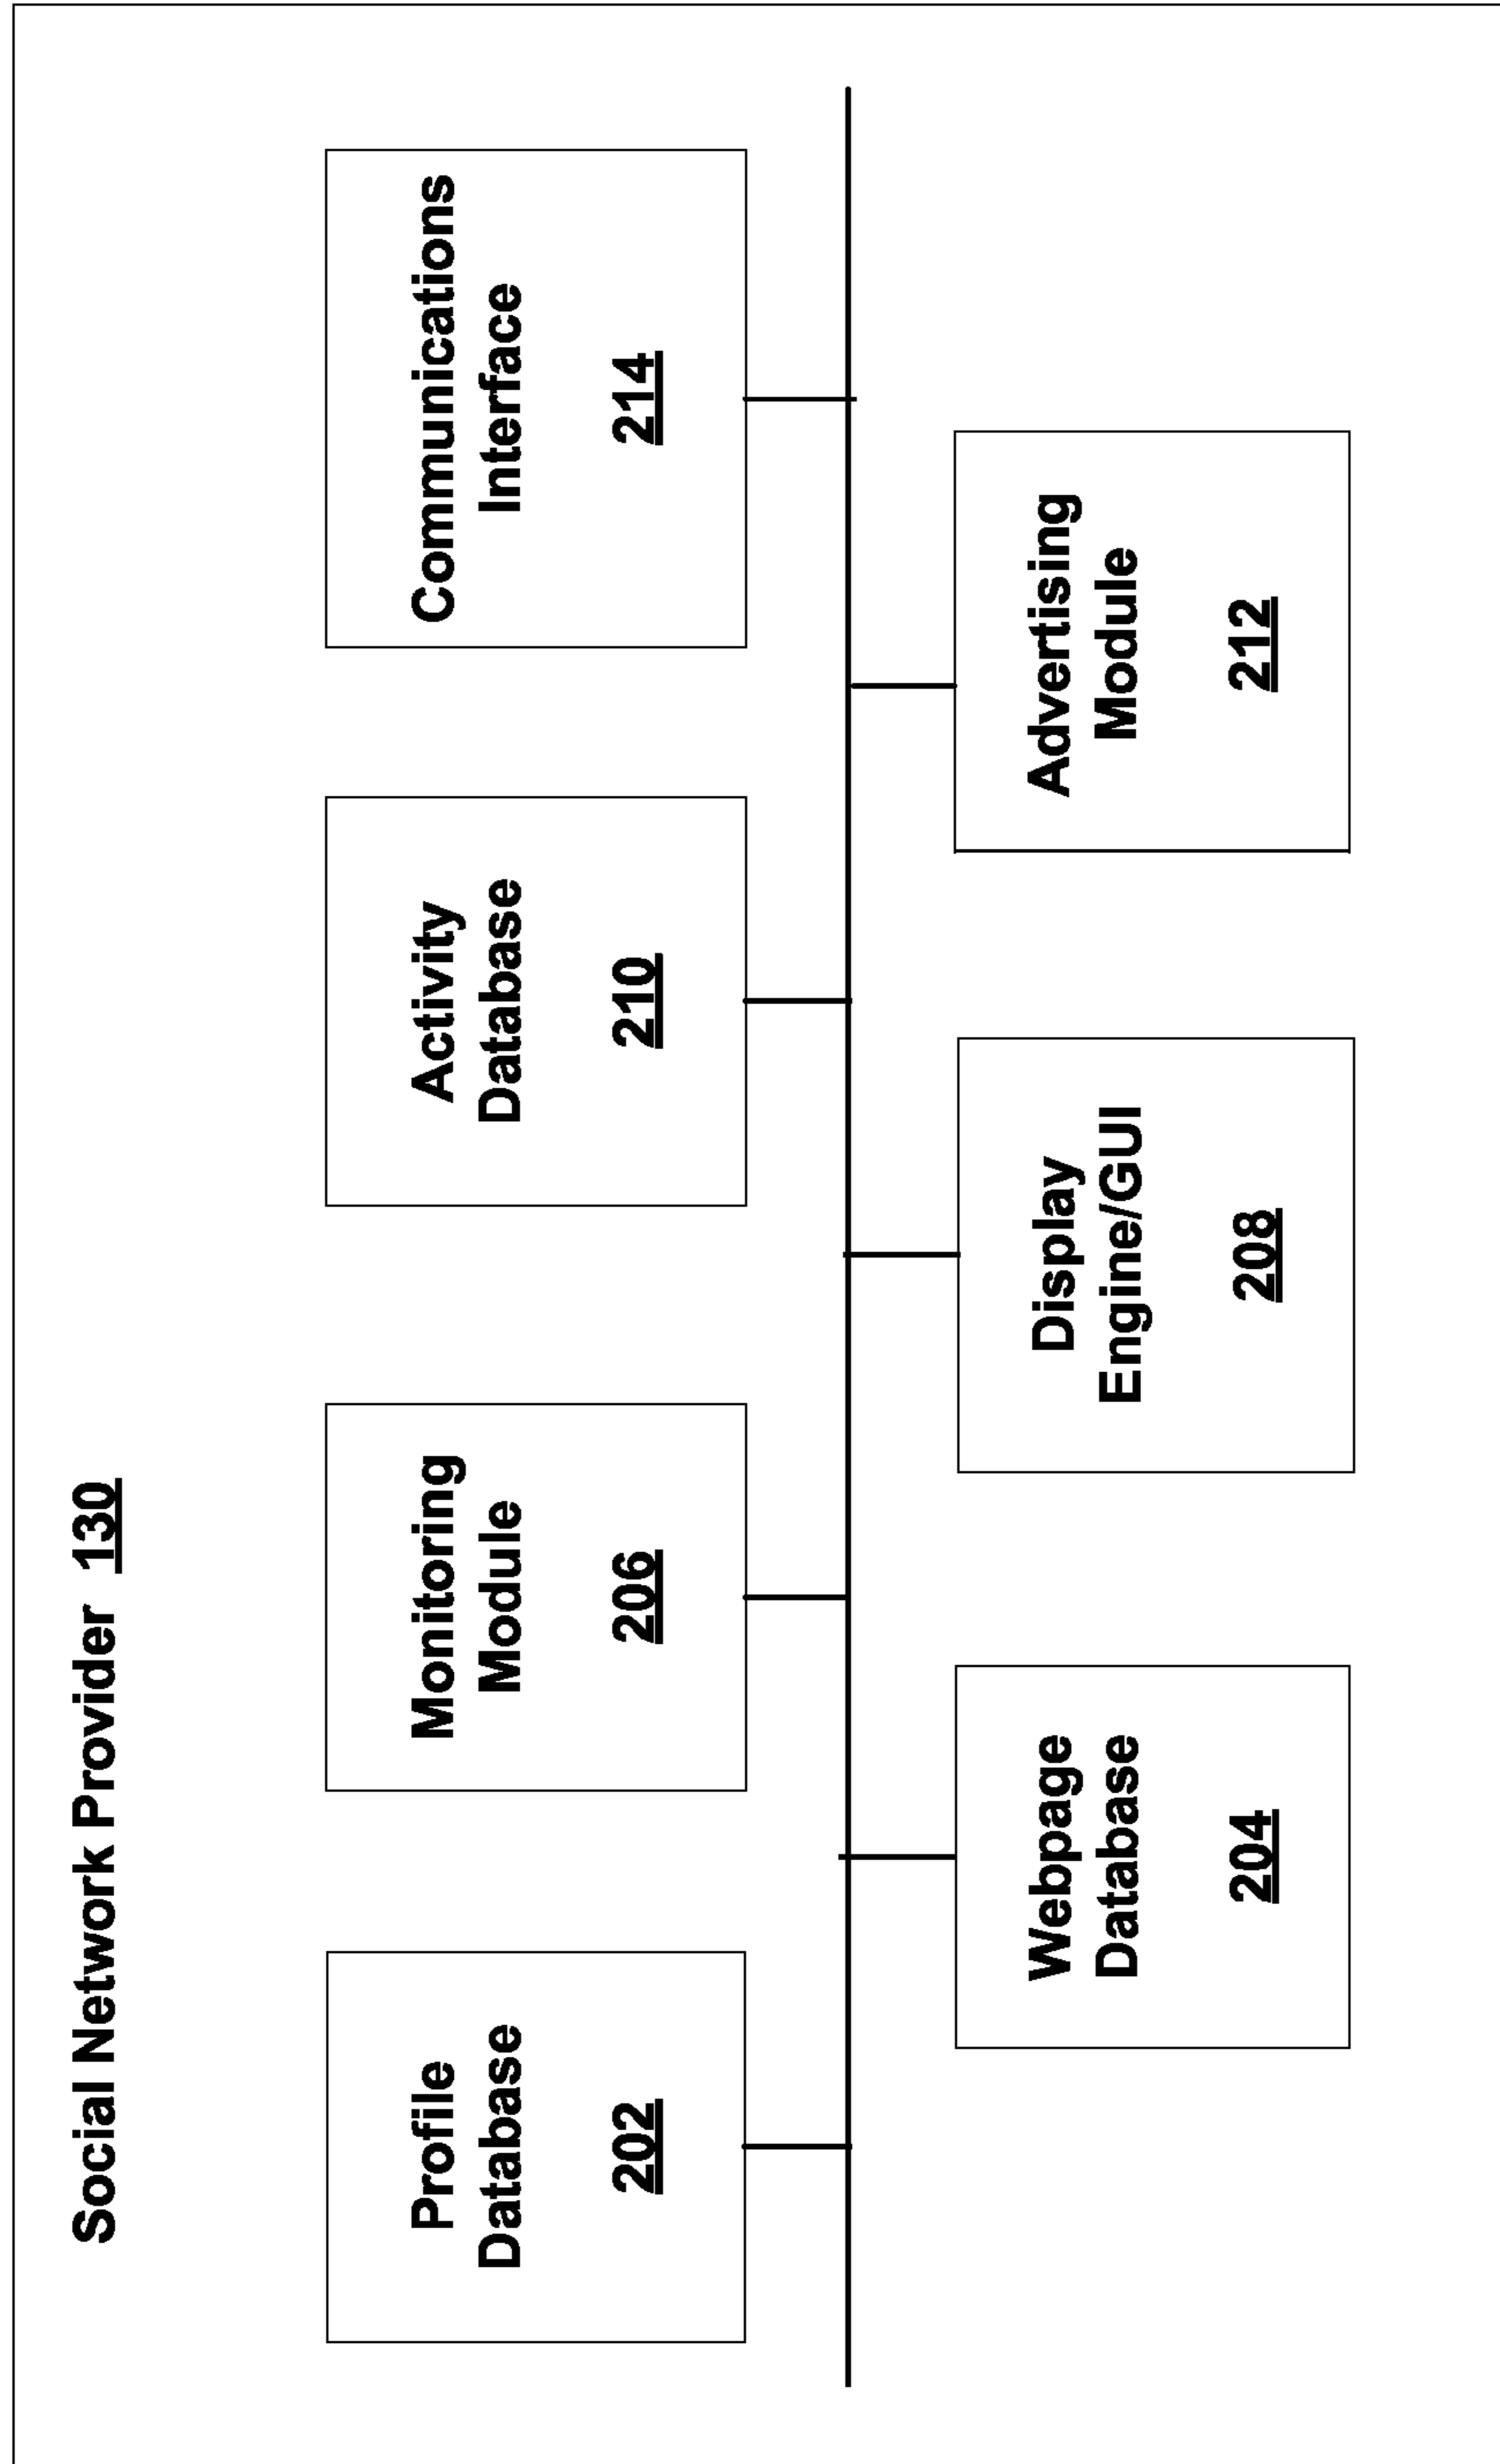 Social Network Provider 130
Profile
Database
202
Monitoring
Module
206
Activity
Database
210
Communications
Interface
214
Webpage
Database
204
Display
Engine/GUI
208
Advertising
Module
212